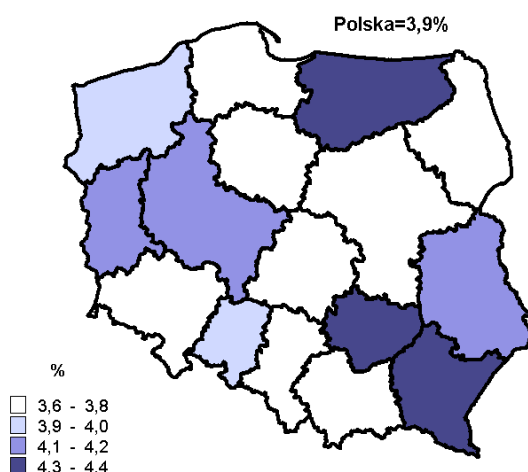 Polska=3,9%
%
3,6 - 3,8
3,9 - 4,0
4,1 - 4,2
4,3 - 4,4